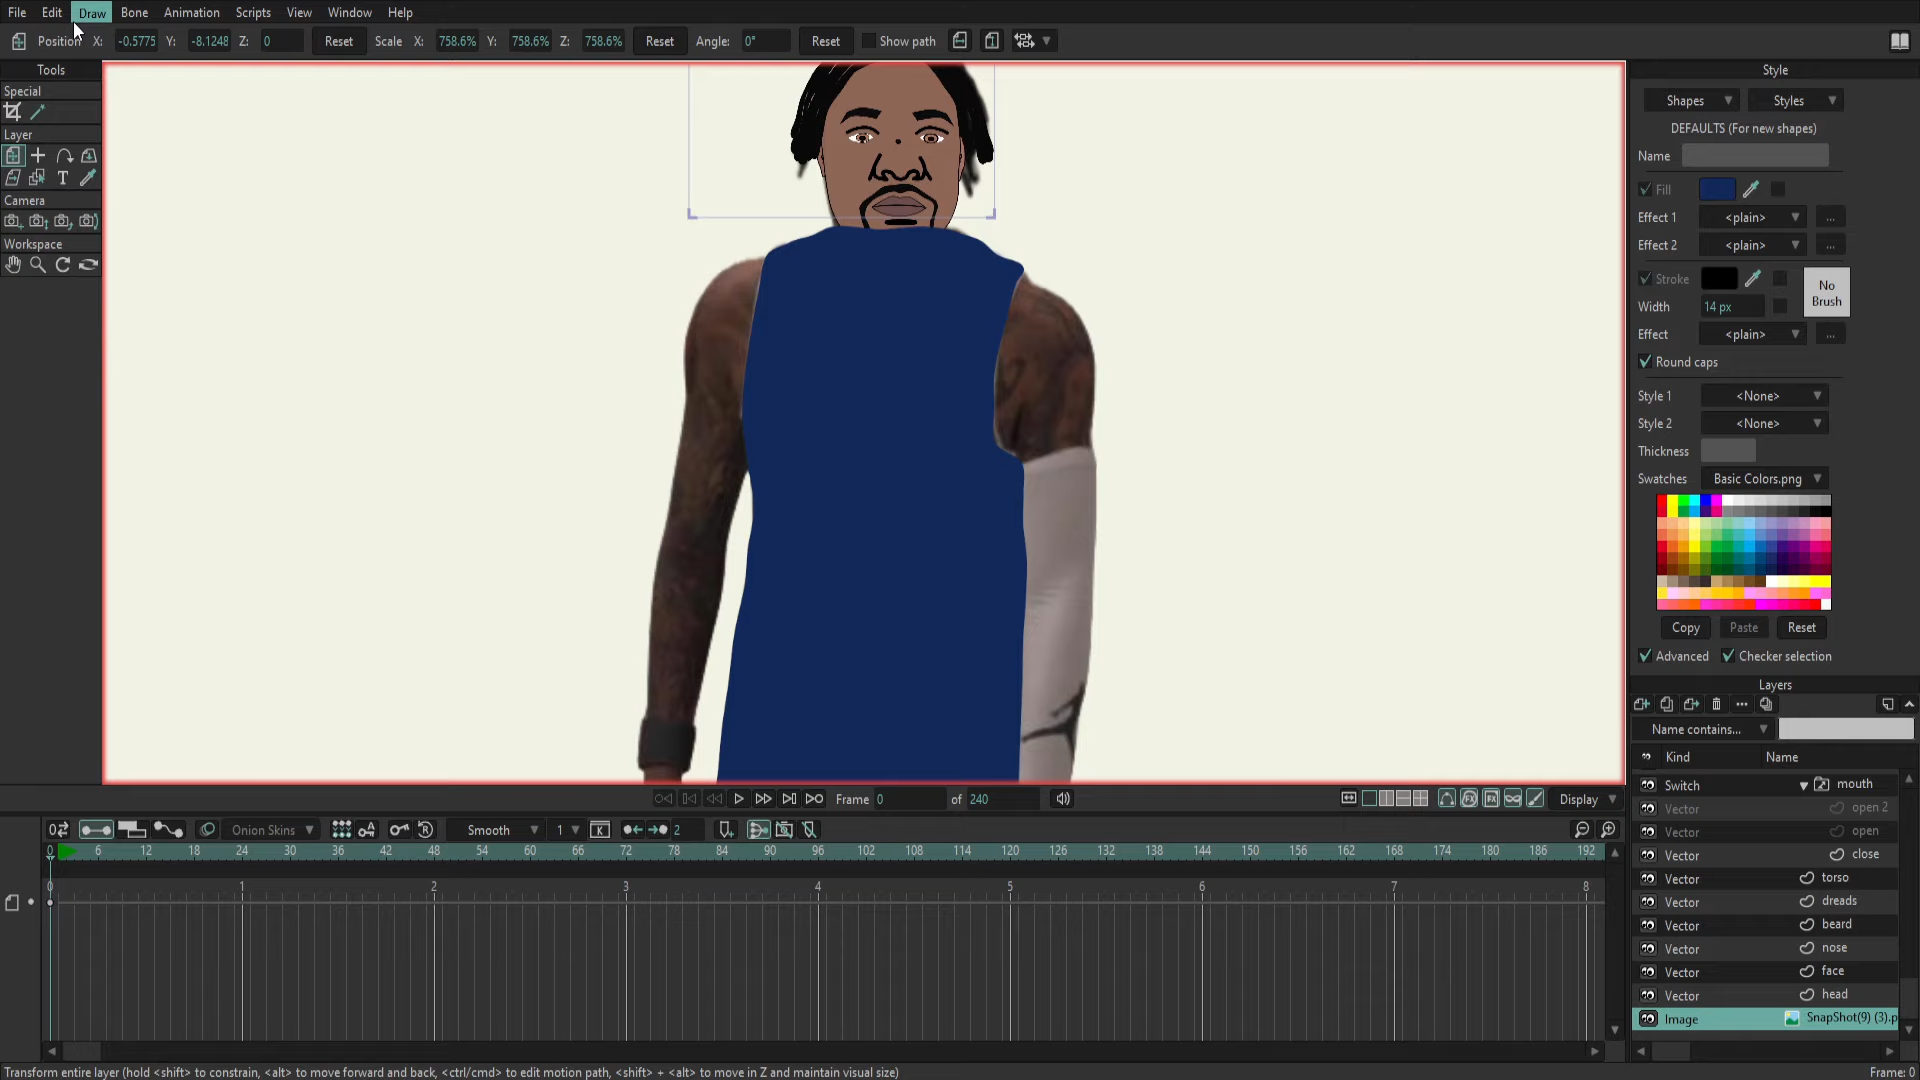 File Edit Draw Bone Animation Scripts View Window Help
Position X: -0.5775 Y: -8.1248 Z: 0 Reset Scale X: 758.6% Y: 758.6% Z: 758.6% Reset Angle: 0° Reset Show path
Tools
Special
Layer
T
Camera
Workspace
Style
Shapes Styles
DEFAULTS (For new shapes)
Name
Fill
Effect 1 <plain> ...
Effect 2 <plain> ...
Stroke
No Brush
Width 14 px
Effect <plain> ...
Round caps
Style 1 <None>
Style 2 <None>
Thickness
Swatches Basic Colors.png
Copy Paste Reset
Advanced Checker selection
Layers
Name contains...
Kind Name
Switch mouth
Vector open 2
Vector open
Vector close
Vector torso
Vector dreads
Vector beard
Vector nose
Vector face
Vector head
Image SnapShot(9) (3).p
Frame 0 of 240 Display
Onion Skins Smooth 1 K 2
0 6 12 18 24 30 36 42 48 54 60 66 72 78 84 90 96 102 108 114 120 126 132 138 144 150 156 162 168 174 180 186 192
0 1 2 3 4 5 6 7 8
Transform entire layer (hold <shift> to constrain, <alt> to move forward and back, <ctrl/cmd> to edit motion path, <shift> + <alt> to move in Z and maintain visual size) Frame: 0